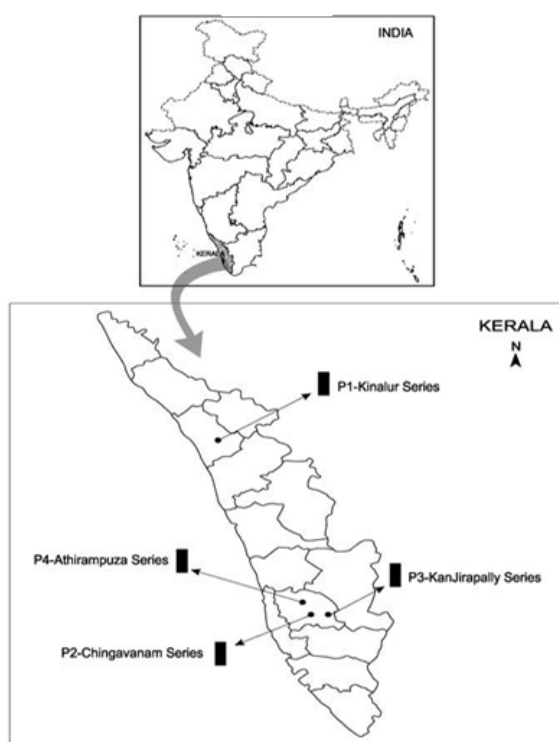 INDIA
KERALA
KERALA
N
P1-Kinalur Series
P4-Athirampuza Series
P3-KanJirapally Series
P2-Chingavanam Series